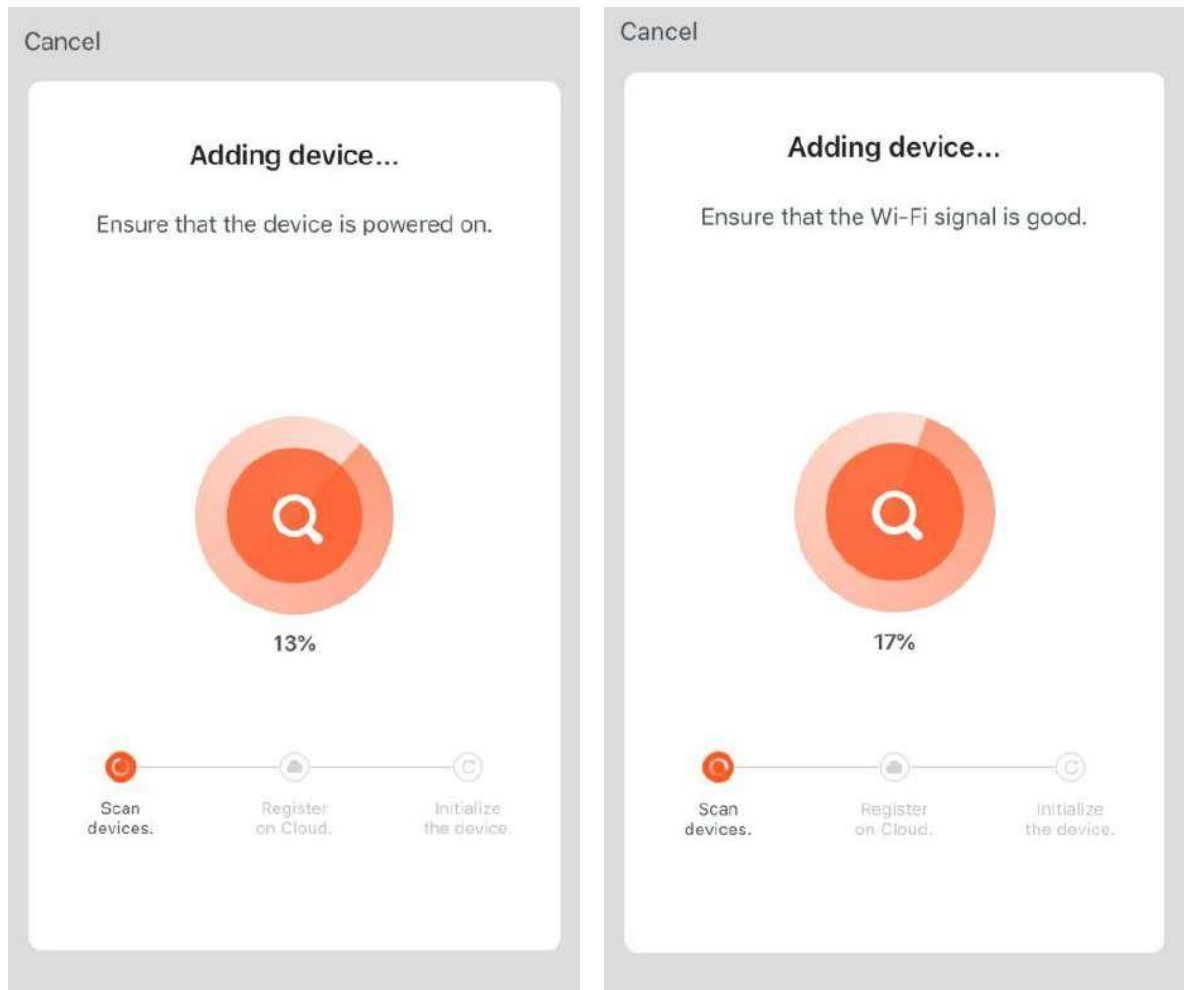 Cancel
Adding device...
Ensure that the device is powered on.
13%
Scan
devices.
Register
on Cloud.
Initialize
the device.
Cancel
Adding device...
Ensure that the Wi-Fi signal is good.
17%
Scan
devices.
Register
on Cloud.
Initialize
the device.